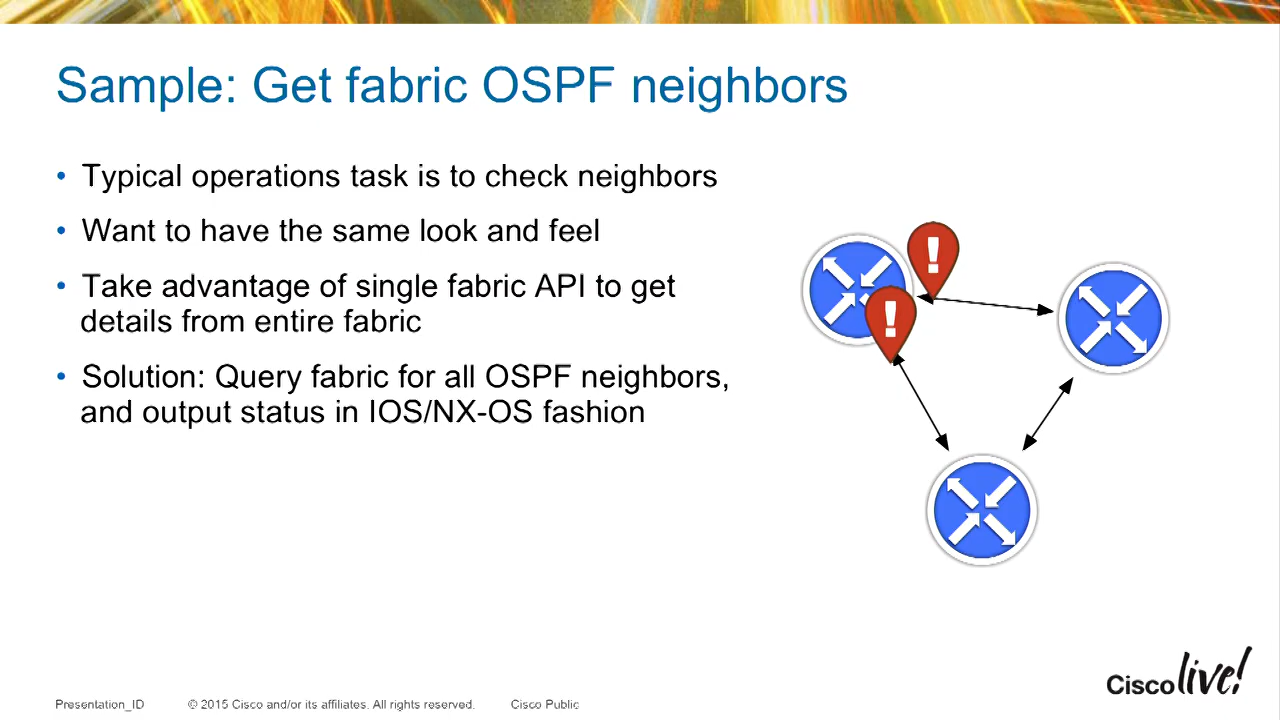 Sample: Get fabric OSPF neighbors
• Typical operations task is to check neighbors
• Want to have the same look and feel
• Take advantage of single fabric API to get
details from entire fabric
• Solution: Query fabric for all OSPF neighbors,
and output status in IOS/NX-OS fashion
!
!
Cisco live!
Presentation_ID © 2015 Cisco and/or its affiliates. All rights reserved. Cisco Public